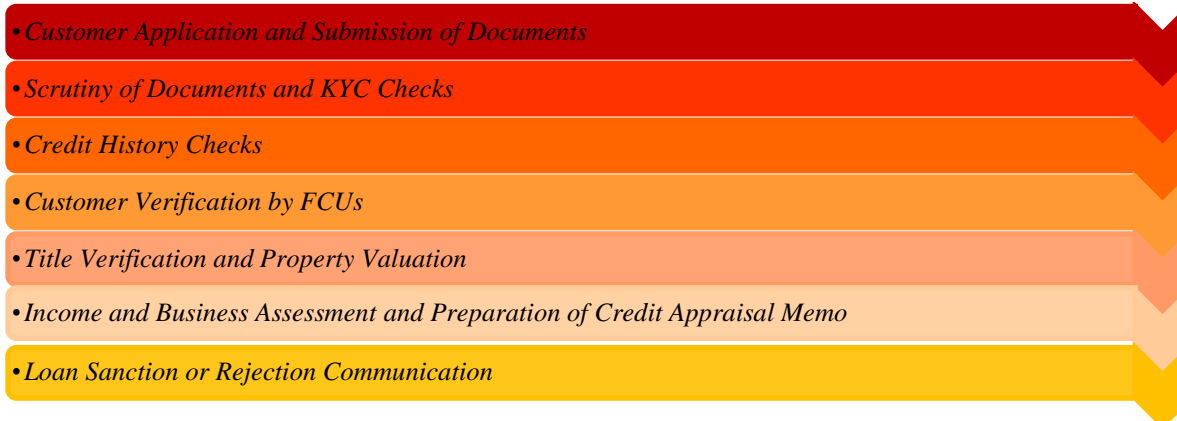 •Customer Application and Submission of Documents
•Scrutiny of Documents and KYC Checks
•Credit History Checks
•Customer Verification by FCUs
•Title Verification and Property Valuation
•Income and Business Assessment and Preparation of Credit Appraisal Memo
•Loan Sanction or Rejection Communication